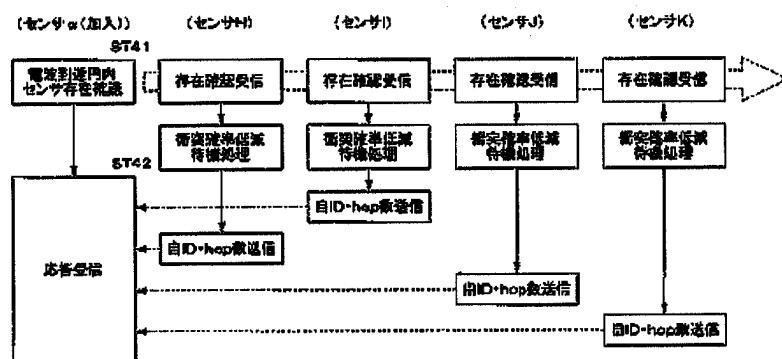 (センサα(加入))
(センサH)
(センサI)
(センサJ)
(センサK)
ST41
電波到達円内
センサ存在確認
存在確認受信
存在確認受信
存在確認受信
存在確認受信
衝突確率低減
待機処理
衝突確率低減
待機処理
衝突確率低減
待機処理
衝突確率低減
待機処理
ST42
自ID・hop数送信
自ID・hop数送信
応答受信
自ID・hop数送信
自ID・hop数送信